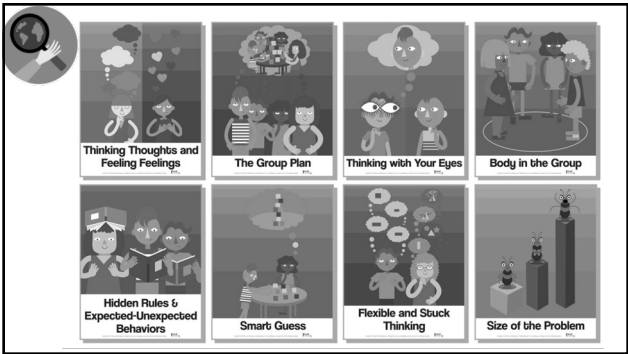 Thinking Thoughts and
Feeling Feelings
The Group Plan
Thinking with Your Eyes
Body in the Group
Hidden Rules &
Expected-Unexpected
Behaviors
Smart Guess
Flexible and Stuck
Thinking
Size of the Problem